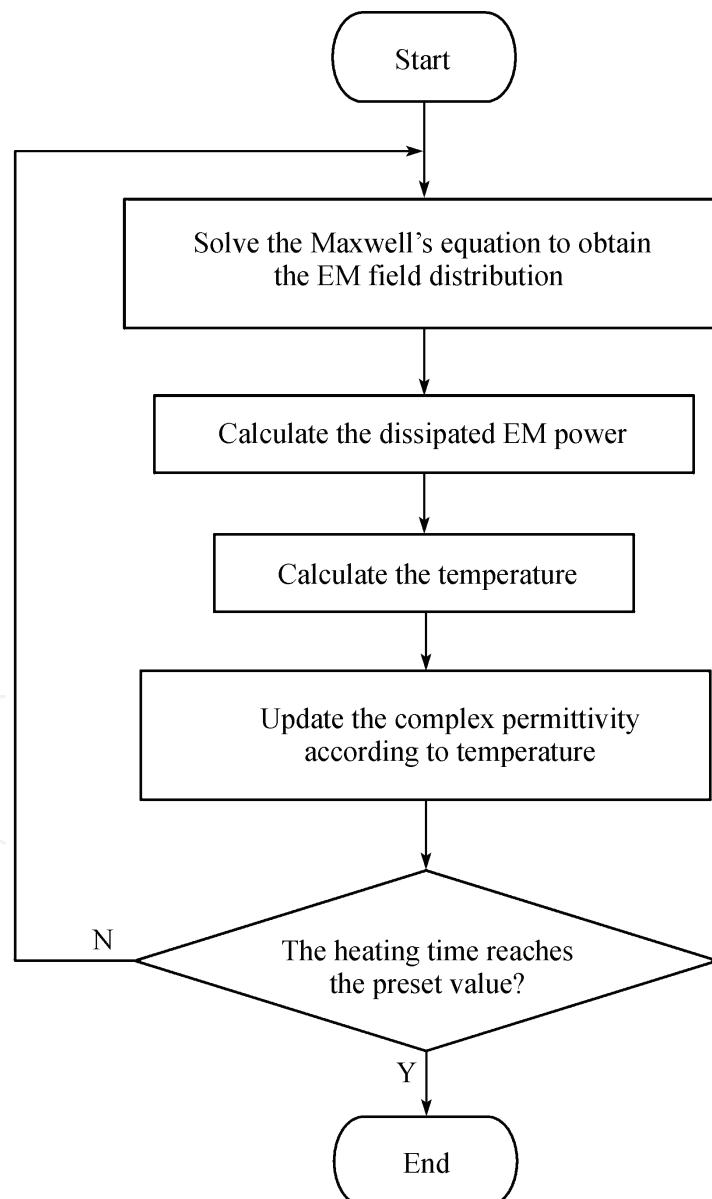 Start
Solve the Maxwell's equation to obtain
the EM field distribution
Calculate the dissipated EM power
Calculate the temperature
Update the complex permittivity
according to temperature
N
The heating time reaches
the preset value?
Y
End